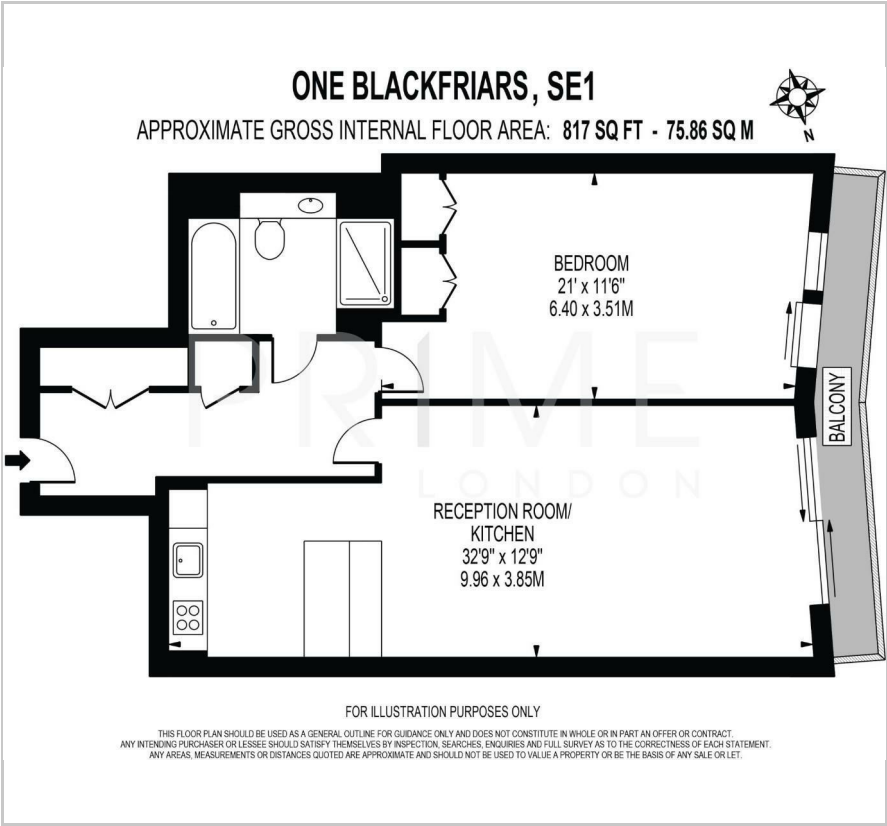 ONE BLACKFRIARS, SE1
APPROXIMATE GROSS INTERNAL FLOOR AREA: 817 SQ FT - 75.86 SQ M
N
BEDROOM
21' x 11'6"
6.40 x 3.51M
BALCONY
PRIME
LONDON
RECEPTION ROOM/
KITCHEN
32'9" x 12'9"
9.96 x 3.85M
FOR ILLUSTRATION PURPOSES ONLY
THIS FLOOR PLAN SHOULD BE USED AS A GENERAL OUTLINE FOR GUIDANCE ONLY AND DOES NOT CONSTITUTE IN WHOLE OR IN PART AN OFFER OR CONTRACT.
ANY INTENDING PURCHASER OR LESSEE SHOULD SATISFY THEMSELVES BY INSPECTION, SEARCHES, ENQUIRIES AND FULL SURVEY AS TO THE CORRECTNESS OF EACH STATEMENT.
ANY AREAS, MEASUREMENTS OR DISTANCES QUOTED ARE APPROXIMATE AND SHOULD NOT BE USED TO VALUE A PROPERTY OR BE THE BASIS OF ANY SALE OR LET.